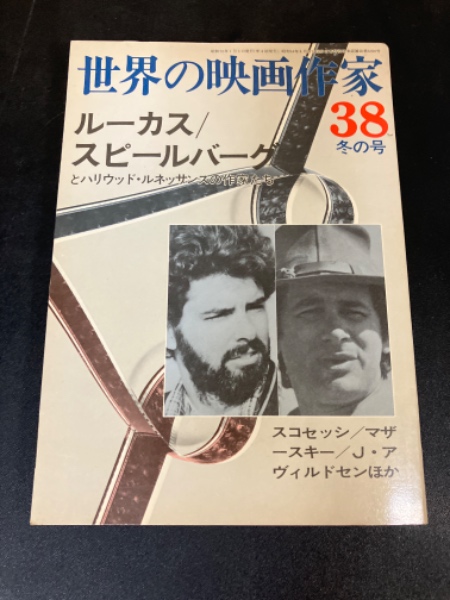 世界の映画作家
38
冬の号
ルーカス/
スピールバーグ
とハリウッド・ルネッサンスの作家たち
スコセッシ/マザ
ースキー/J・ア
ヴィルドセンほか